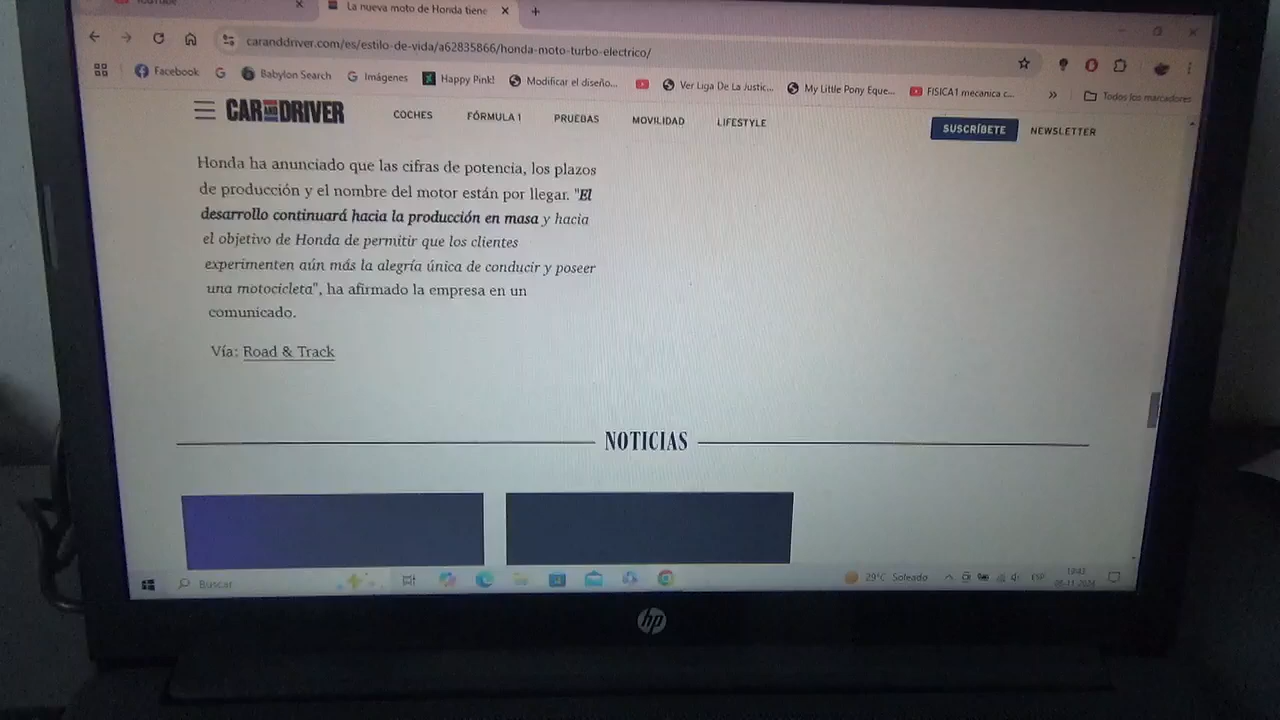 YouTube
La nueva moto de Honda tiene
caranddriver.com/es/estilo-de-vida/a62835866/honda-moto-turbo-electrico/
Facebook
Babylon Search
Imágenes
Happy Pink!
Modificar el diseño...
Ver Liga De La Justic...
My Little Pony Eque...
FISICA1 mecanica c...
»
Todos los marcadores
CAR AND DRIVER
COCHES
FÓRMULA 1
PRUEBAS
MOVILIDAD
LIFESTYLE
SUSCRÍBETE
NEWSLETTER
Honda ha anunciado que las cifras de potencia, los plazos
de producción y el nombre del motor están por llegar. "El
desarrollo continuará hacia la producción en masa y hacia
el objetivo de Honda de permitir que los clientes
experimenten aún más la alegría única de conducir y poseer
una motocicleta", ha afirmado la empresa en un
comunicado.
Vía: Road & Track
NOTICIAS
Buscar
29°C Soleado
ESP
hp